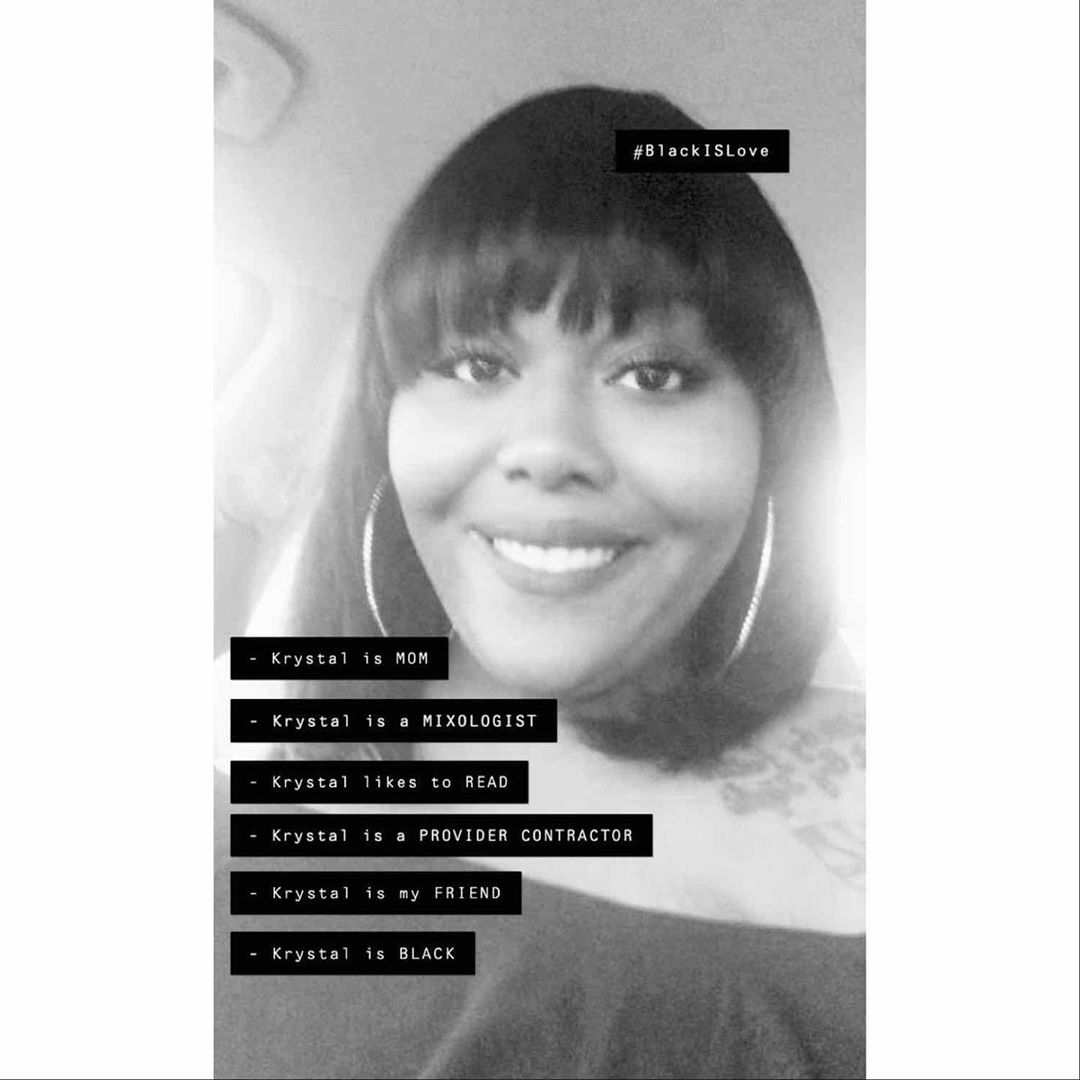 #BlackISLove
- Krystal is MOM
- Krystal is a MIXOLOGIST
- Krystal likes to READ
- Krystal is a PROVIDER CONTRACTOR
- Krystal is my FRIEND
- Krystal is BLACK